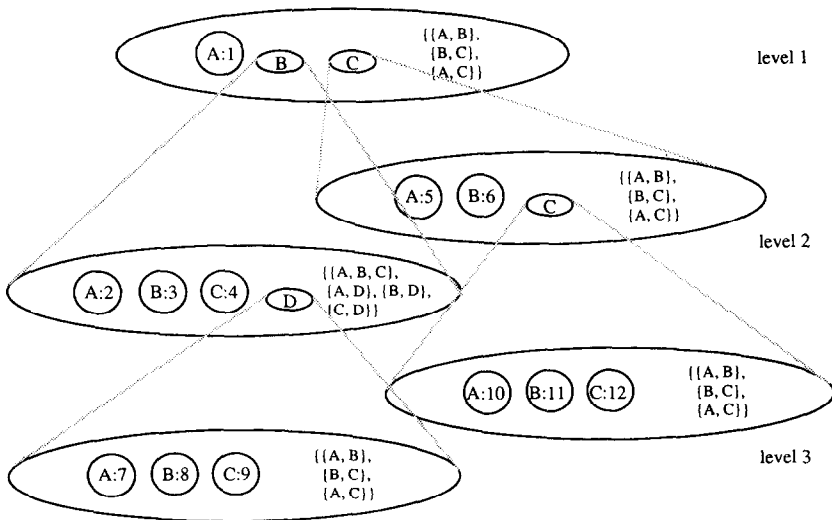 A:1
B
C
{{A, B}.
{B, C},
{A, C}}
level 1
A:5
B:6
C
{{A, B},
{B, C},
{A, C}}
level 2
A:2
B:3
C:4
D
{{A, B, C},
{A, D}, {B, D},
{C, D}}
A:10
B:11
C:12
{{A, B},
{B, C},
{A, C}}
level 3
A:7
B:8
C:9
{{A, B},
{B, C},
{A, C}}